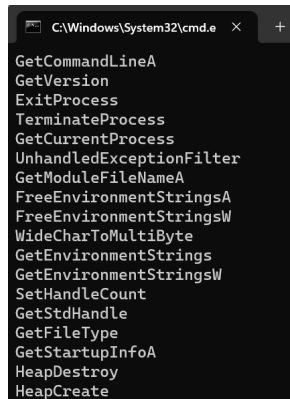 C:\Windows\System32\cmd.e
GetCommandLineA
GetVersion
ExitProcess
TerminateProcess
GetCurrentProcess
UnhandledExceptionFilter
GetModuleFileNameA
FreeEnvironmentStringsA
FreeEnvironmentStringsW
WideCharToMultiByte
GetEnvironmentStrings
GetEnvironmentStringsW
SetHandleCount
GetStdHandle
GetFileType
GetStartupInfoA
HeapDestroy
HeapCreate